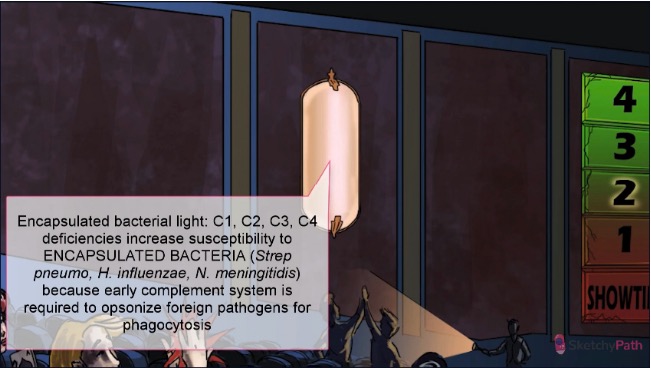 4
3
2
1
Encapsulated bacterial light: C1, C2, C3, C4
deficiencies increase susceptibility to
ENCAPSULATED BACTERIA (Strep
pneumo, H. influenzae, N. meningitidis)
because early complement system is
required to opsonize foreign pathogens for
phagocytosis
SHOWTI
SketchyPath